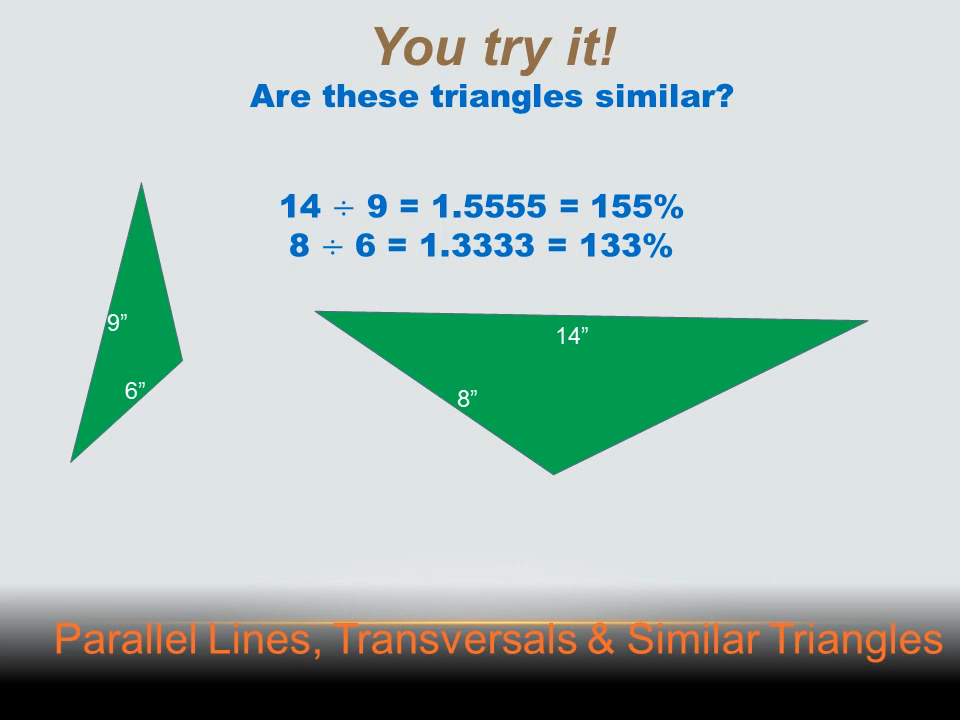 You try it!
Are these triangles similar?
14 ÷ 9 = 1.5555 = 155%
8 ÷ 6 = 1.3333 = 133%
9”
14”
6”
8”
Parallel Lines, Transversals & Similar Triangles